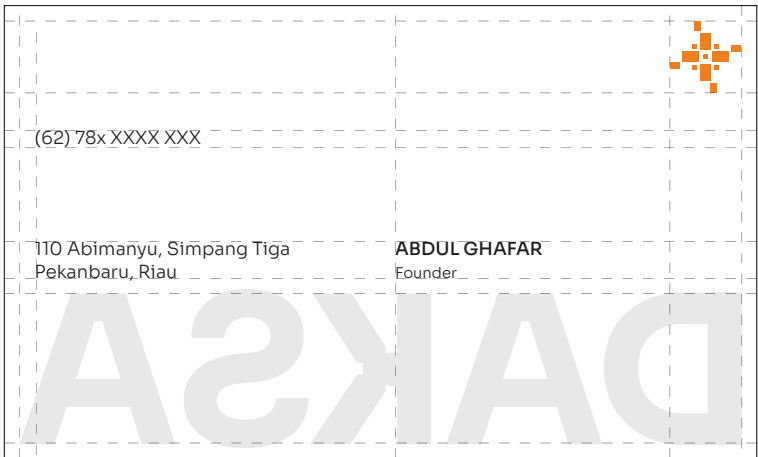 (62) 78x XXXX XXX
110 Abimanyu, Simpang Tiga
Pekanbaru, Riau
ABDUL GHAFAR
Founder
DAKSA